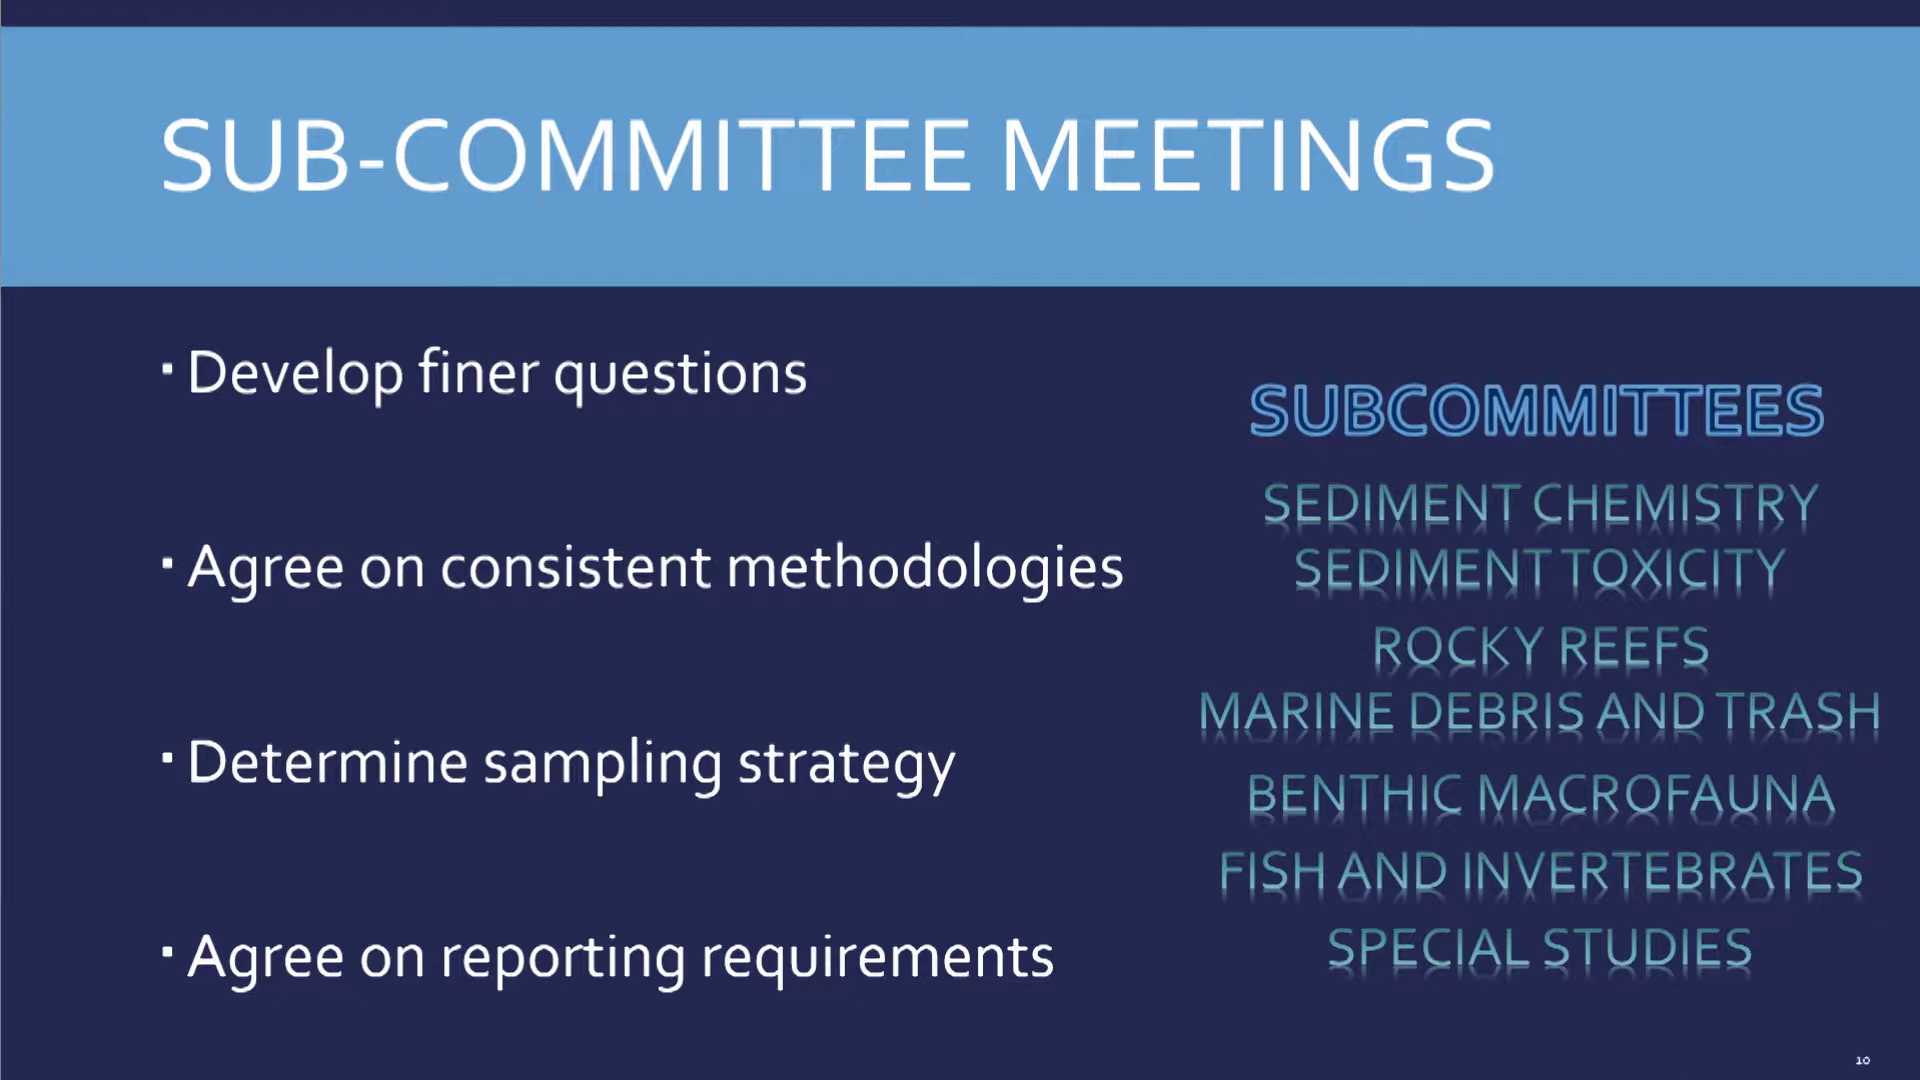 SUB-COMMITTEE MEETINGS
▪ Develop finer questions
▪ Agree on consistent methodologies
▪ Determine sampling strategy
▪ Agree on reporting requirements
SUBCOMMITTEES
SEDIMENT CHEMISTRY
SEDIMENT TOXICITY
ROCKY REEFS
MARINE DEBRIS AND TRASH
BENTHIC MACROFAUNA
FISH AND INVERTEBRATES
SPECIAL STUDIES
10